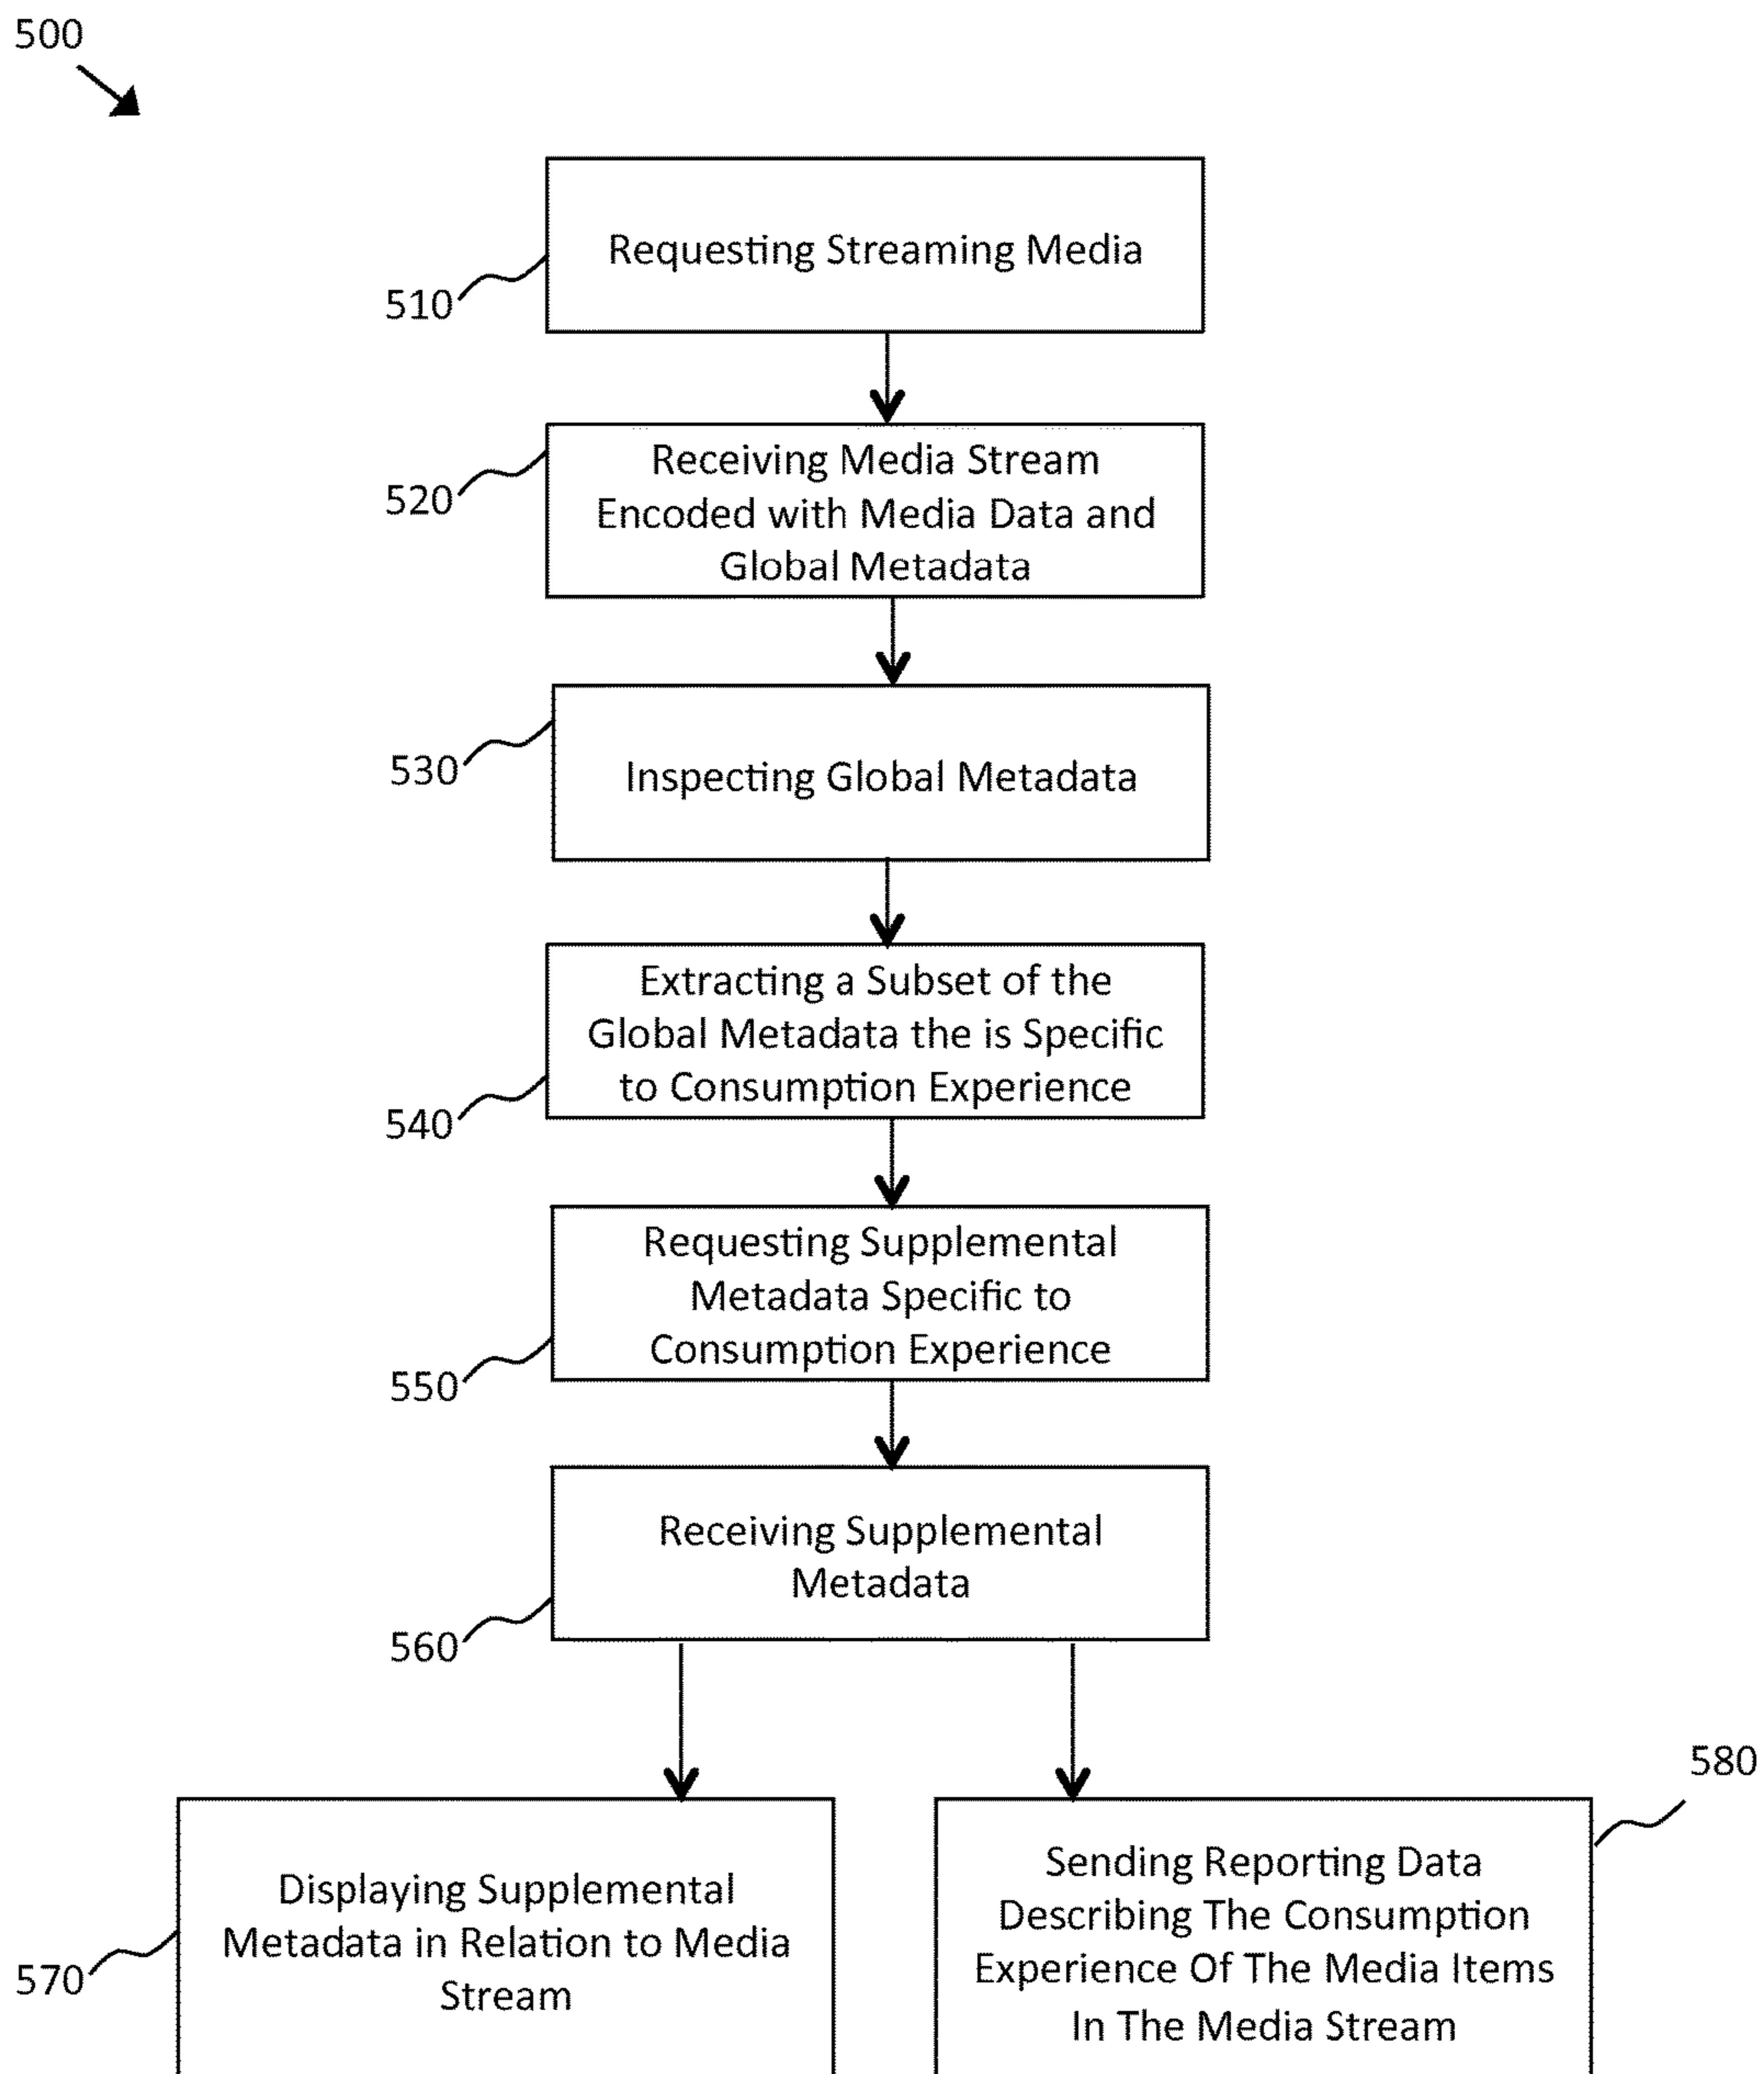 500
Requesting Streaming Media
510
Receiving Media Stream
Encoded with Media Data and
Global Metadata
520
Inspecting Global Metadata
530
Extracting a Subset of the
Global Metadata the is Specific
to Consumption Experience
540
Requesting Supplemental
Metadata Specific to
Consumption Experience
550
Receiving Supplemental
Metadata
560
Displaying Supplemental
Metadata in Relation to Media
Stream
570
580
Sending Reporting Data
Describing The Consumption
Experience Of The Media Items
In The Media Stream